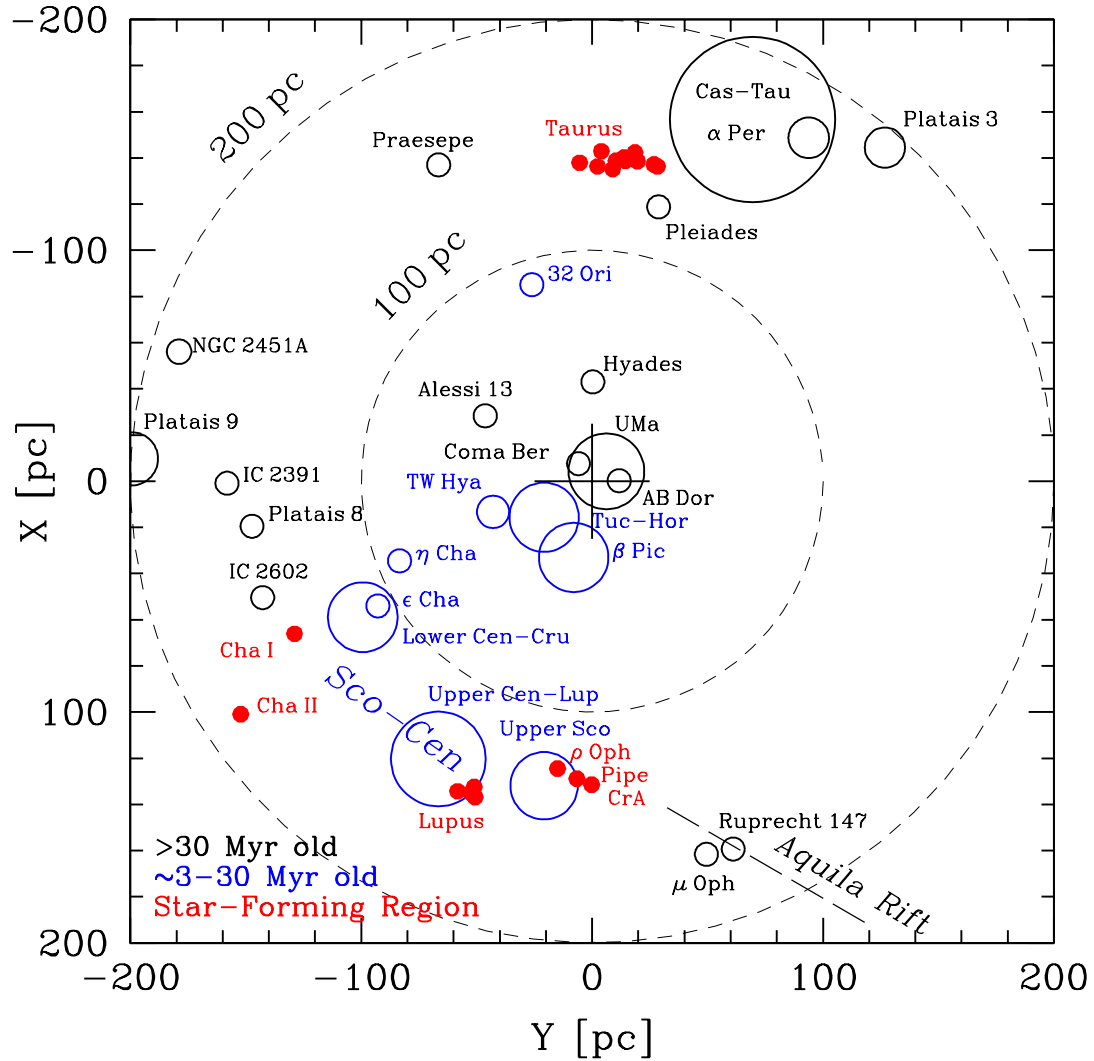 -200
Cas-Tau
200 pc
Platais 3
Taurus
α Per
Praesepe
Pleiades
-100
100 pc
32 Ori
NGC 2451A
Hyades
Alessi 13
Platais 9
UMa
Coma Ber
X [pc]
0
IC 2391
TW Hya
AB Dor
Platais 8
Tuc-Hor
η Cha
β Pic
IC 2602
ϵ Cha
Lower Cen-Cru
Cha I
Sco-Cen
Upper Cen-Lup
Cha II
100
Upper Sco
ρ Oph
Pipe
CrA
Lupus
Ruprecht 147
>30 Myr old
~3-30 Myr old
Star-Forming Region
μ Oph
Aquila Rift
200
-200
-100
0
100
200
Y [pc]